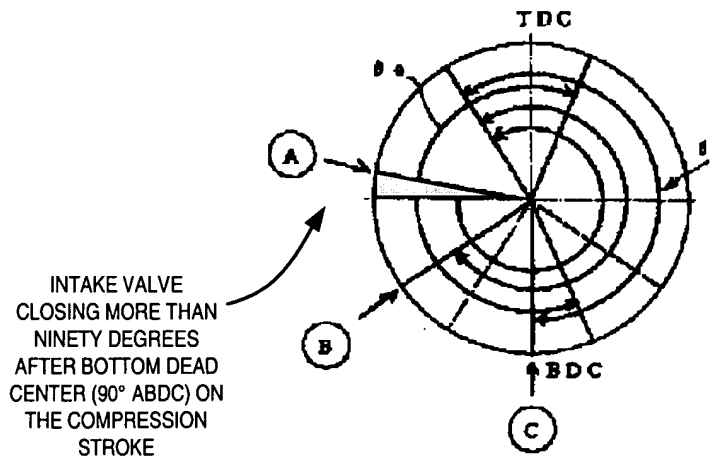 TDC
A
B
INTAKE VALVE
CLOSING MORE THAN
NINETY DEGREES
AFTER BOTTOM DEAD
CENTER (90° ABDC) ON
THE COMPRESSION
STROKE
BDC
C